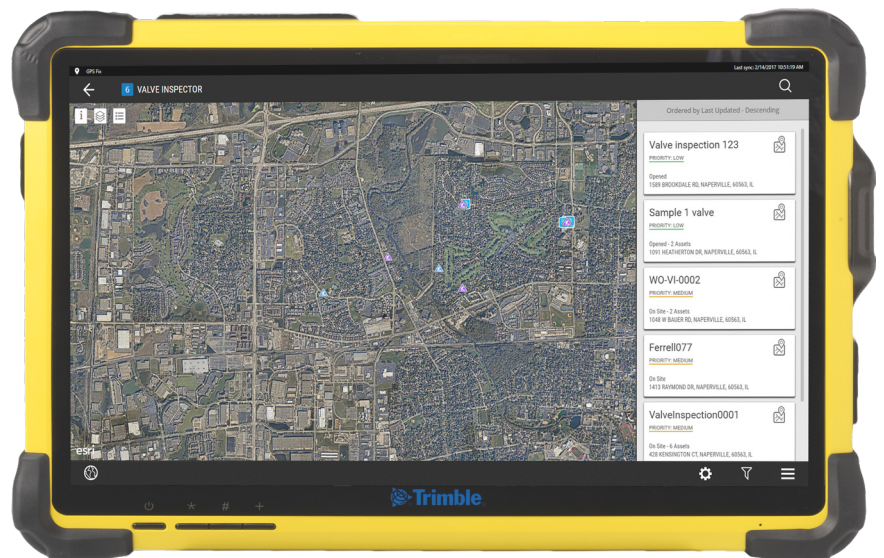 GPS Fix
Last sync: 2/14/2017 10:51:19 AM
6 VALVE INSPECTOR
i
Ordered by Last Updated - Descending
Valve inspection 123
PRIORITY: LOW
Opened
1589 BROOKDALE RD, NAPERVILLE, 60563, IL
Sample 1 valve
PRIORITY: LOW
Opened - 2 Assets
1091 HEATHERTON DR, NAPERVILLE, 60563, IL
WO-VI-0002
PRIORITY: MEDIUM
On Site - 2 Assets
1048 W BAUER RD, NAPERVILLE, 60563, IL
Ferrell077
PRIORITY: MEDIUM
On Site
1413 RAYMOND DR, NAPERVILLE, 60563, IL
ValveInspection0001
PRIORITY: MEDIUM
On Site - 6 Assets
428 KENSINGTON CT, NAPERVILLE, 60563, IL
esri
Trimble
* # +